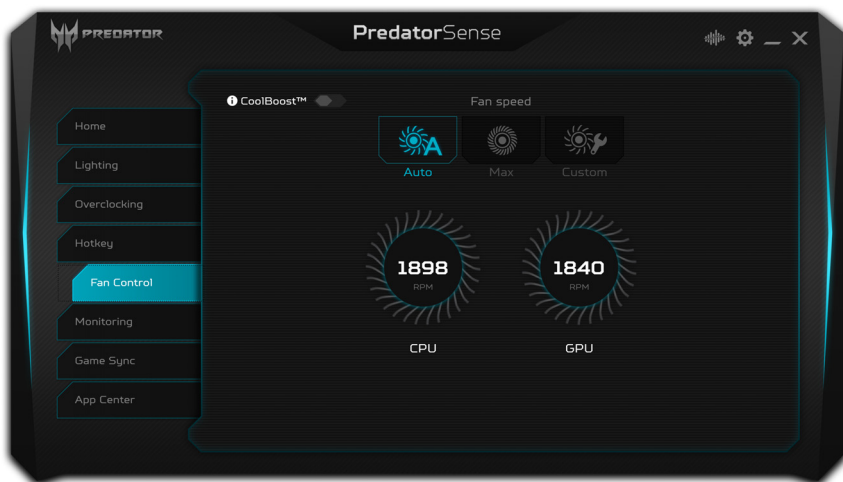 PREDATOR
PredatorSense
CoolBoost™
Fan speed
Home
Lighting
Overclocking
Hotkey
Fan Control
Monitoring
Game Sync
App Center
Auto
Max
Custom
1898
RPM
CPU
1840
RPM
GPU